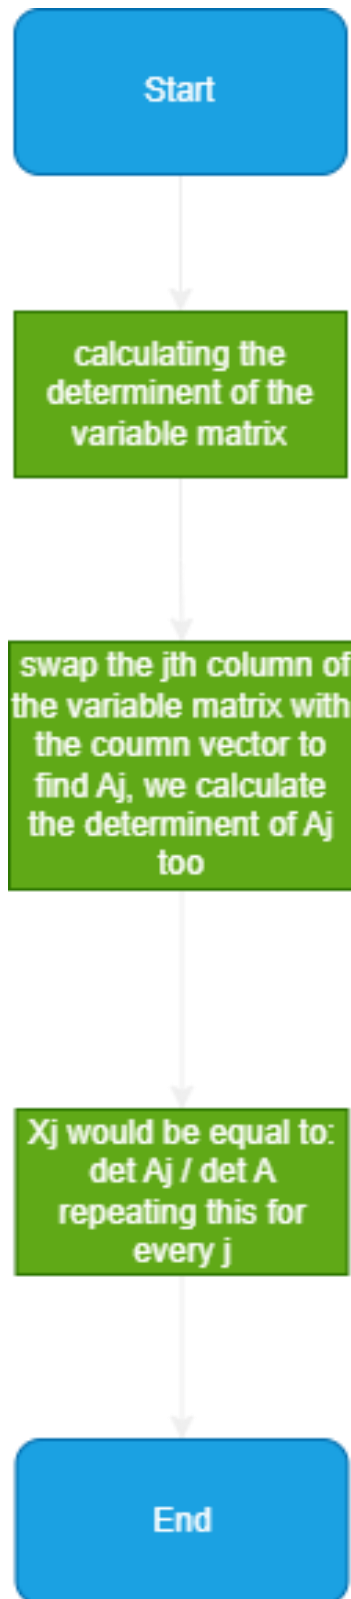 Start
calculating the
determinent of the
variable matrix
swap the jth column of
the variable matrix with
the coumn vector to
find Aj, we calculate
the determinent of Aj
too
Xj would be equal to:
det Aj / det A
repeating this for
every j
End